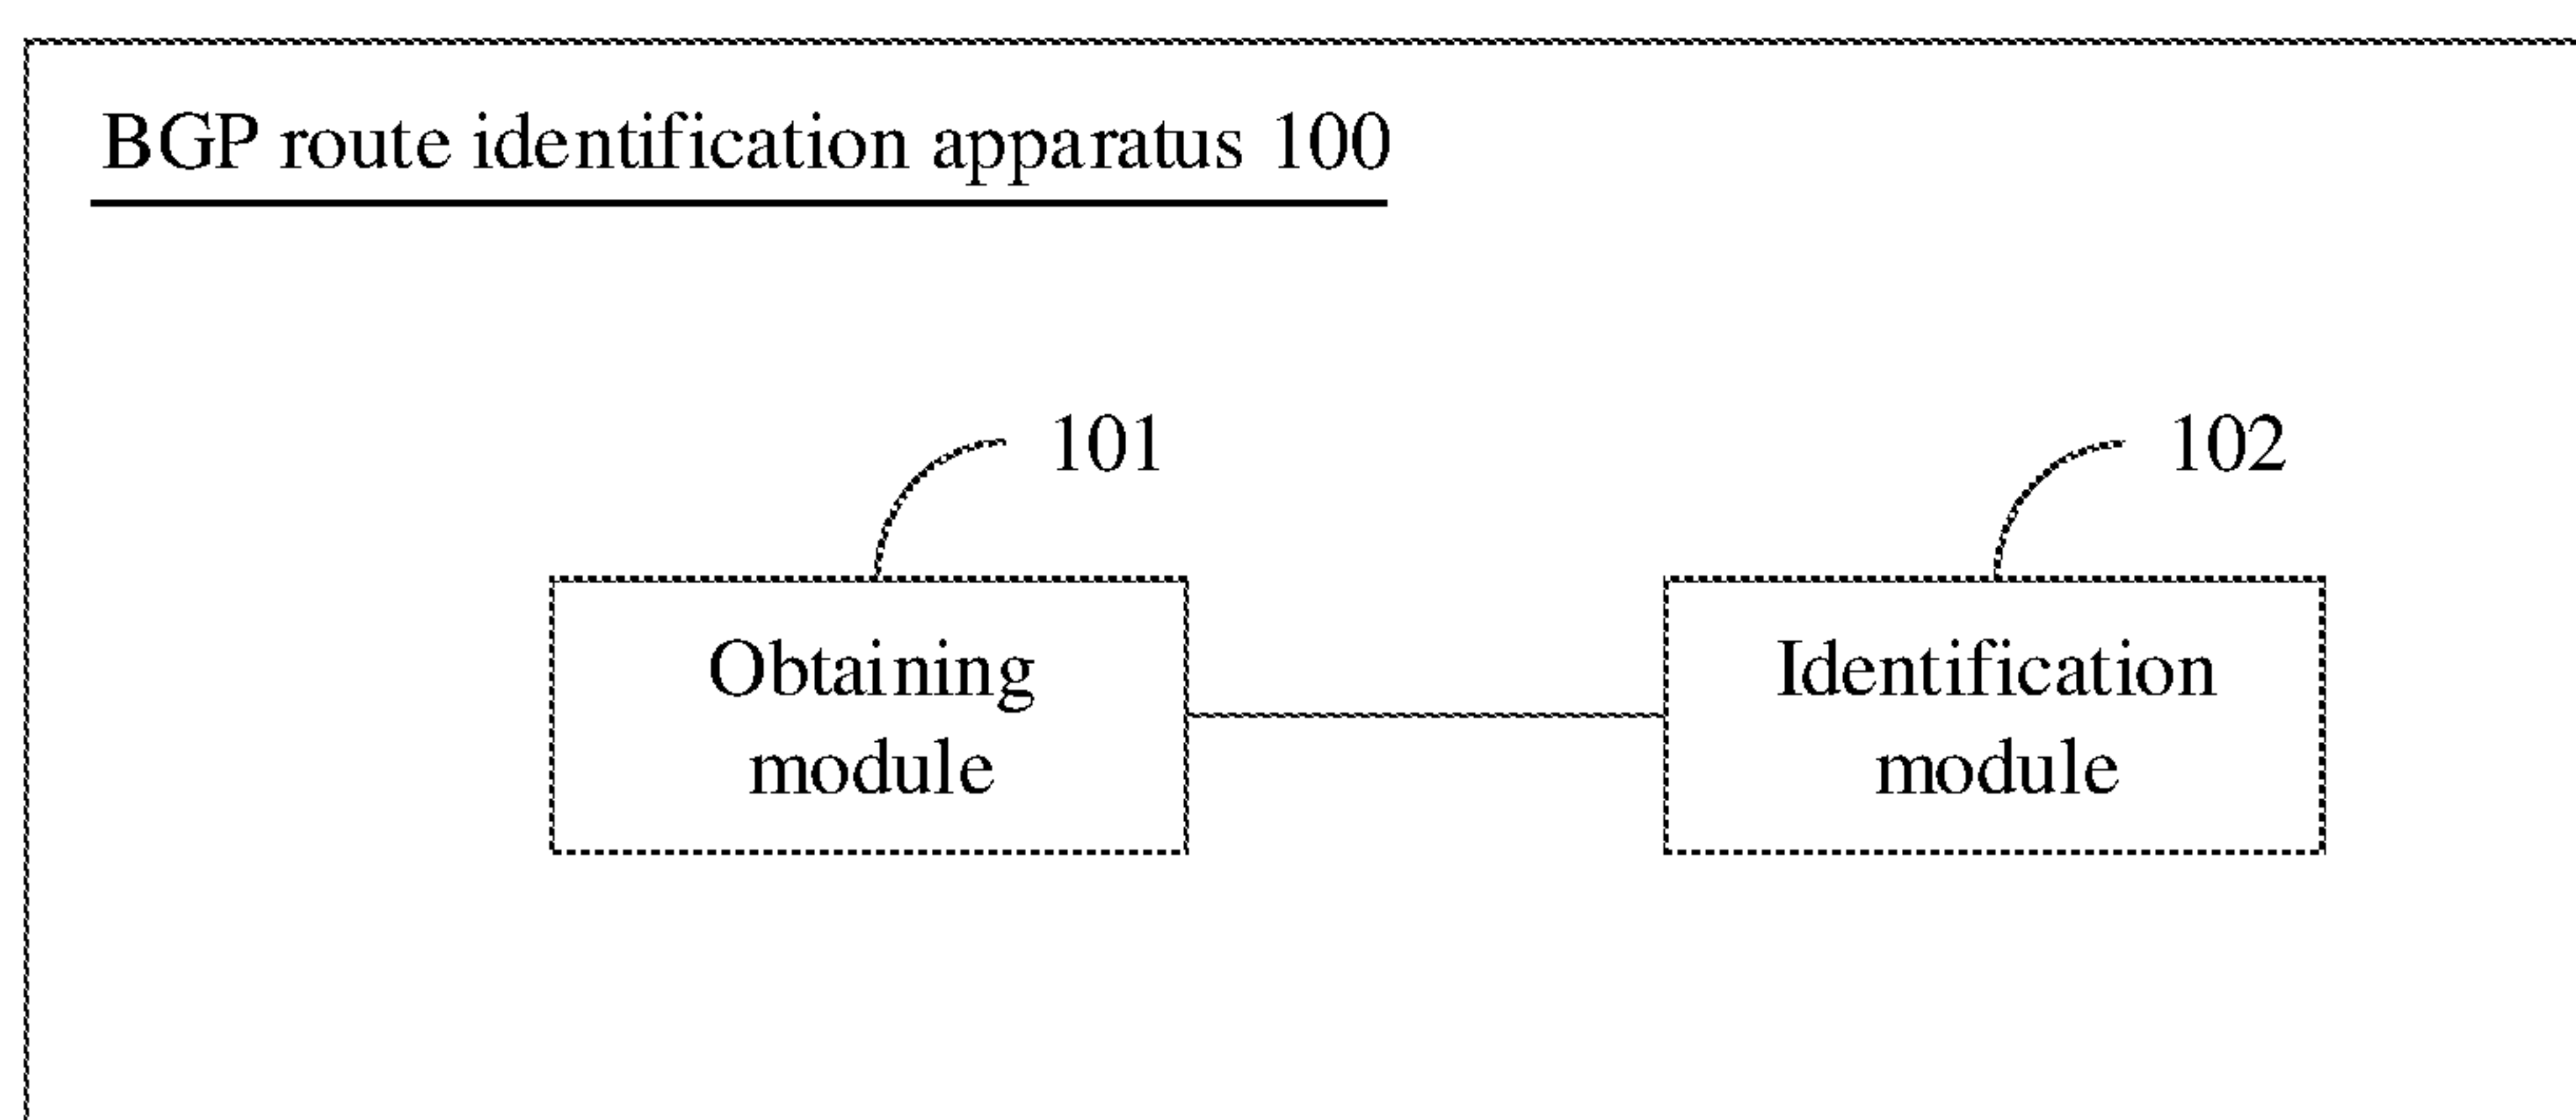 BGP route identification apparatus 100
101
102
Obtaining
module
Identification
module